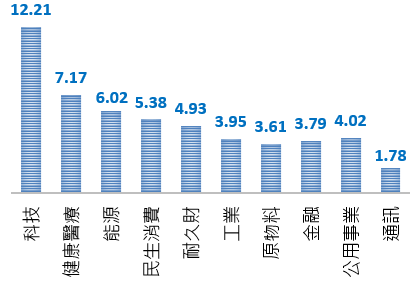 12.21
7.17
6.02
5.38
4.93
3.95
3.61
3.79
4.02
1.78
科技
健康醫療
能源
民生消費
耐久財
工業
原物料
金融
公用事業
通訊